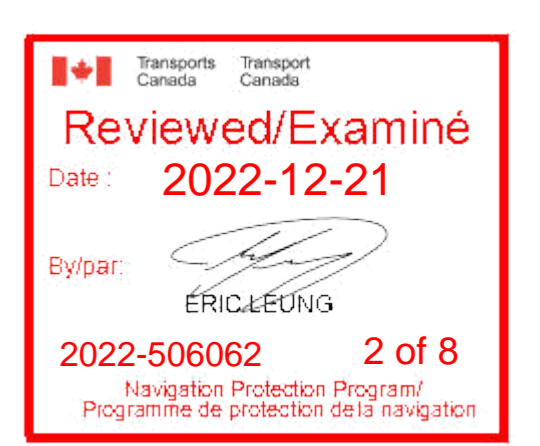 Transports Transport
Canada Canada
Reviewed/Examiné
Date : 2022-12-21
By/par:
ERIC LEUNG
2022-506062 2 of 8
Navigation Protection Program/
Programme de protection de la navigation